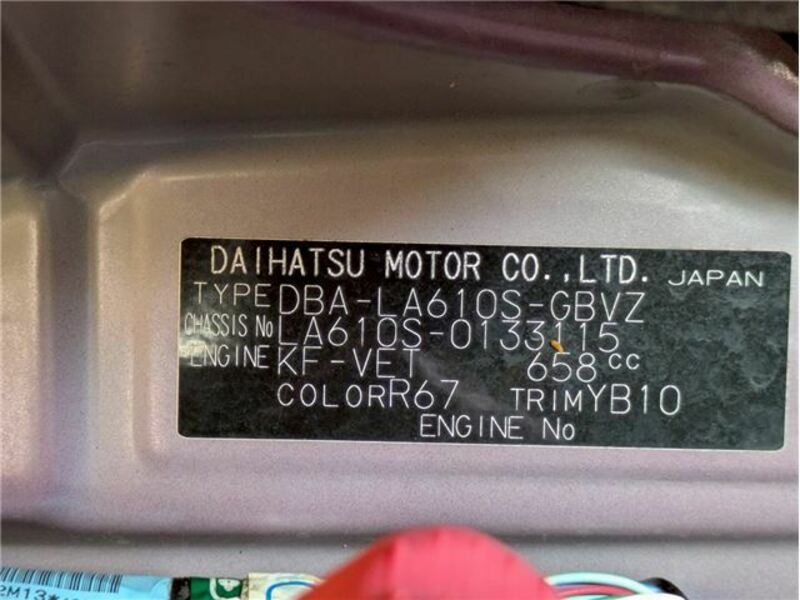 DAIHATSU MOTOR CO.,LTD. JAPAN
TYPE DBA-LA610S-GBVZ
CHASSIS No LA610S-0133115
ENGINE KF-VET 658cc
COLOR R67 TRIM YB10
ENGINE No